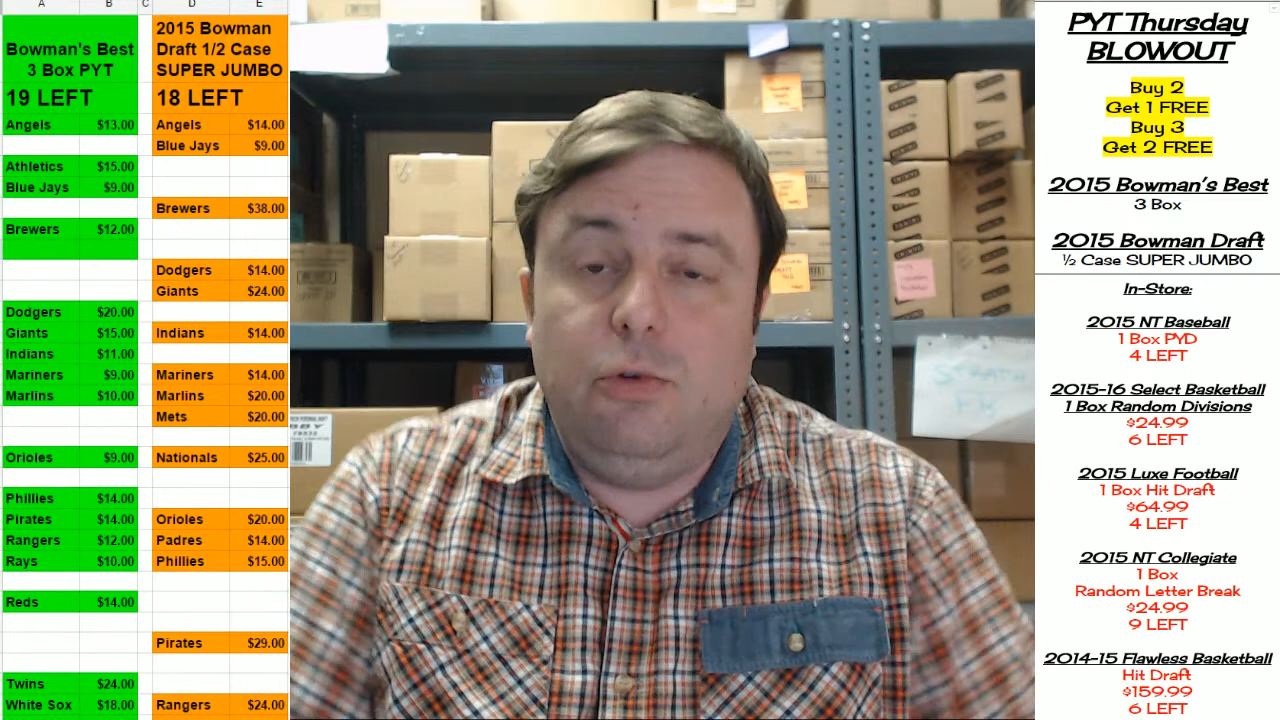 A B C D E
Bowman's Best
3 Box PYT
19 LEFT
Angels $13.00
Athletics $15.00
Blue Jays $9.00
Brewers $12.00
Dodgers $20.00
Giants $15.00
Indians $11.00
Mariners $9.00
Marlins $10.00
Orioles $9.00
Phillies $14.00
Pirates $14.00
Rangers $12.00
Rays $10.00
Reds $14.00
Twins $24.00
White Sox $18.00
2015 Bowman
Draft 1/2 Case
SUPER JUMBO
18 LEFT
Angels $14.00
Blue Jays $9.00
Brewers $38.00
Dodgers $14.00
Giants $24.00
Indians $14.00
Mariners $14.00
Marlins $20.00
Mets $20.00
Nationals $25.00
Orioles $20.00
Padres $14.00
Phillies $15.00
Pirates $29.00
Rangers $24.00
PYT Thursday
BLOWOUT
Buy 2
Get 1 FREE
Buy 3
Get 2 FREE
2015 Bowman's Best
3 Box
2015 Bowman Draft
½ Case SUPER JUMBO
In-Store:
2015 NT Baseball
1 Box PYD
4 LEFT
2015-16 Select Basketball
1 Box Random Divisions
$24.99
6 LEFT
2015 Luxe Football
1 Box Hit Draft
$64.99
4 LEFT
2015 NT Collegiate
1 Box
Random Letter Break
$24.99
9 LEFT
2014-15 Flawless Basketball
Hit Draft
$159.99
6 LEFT